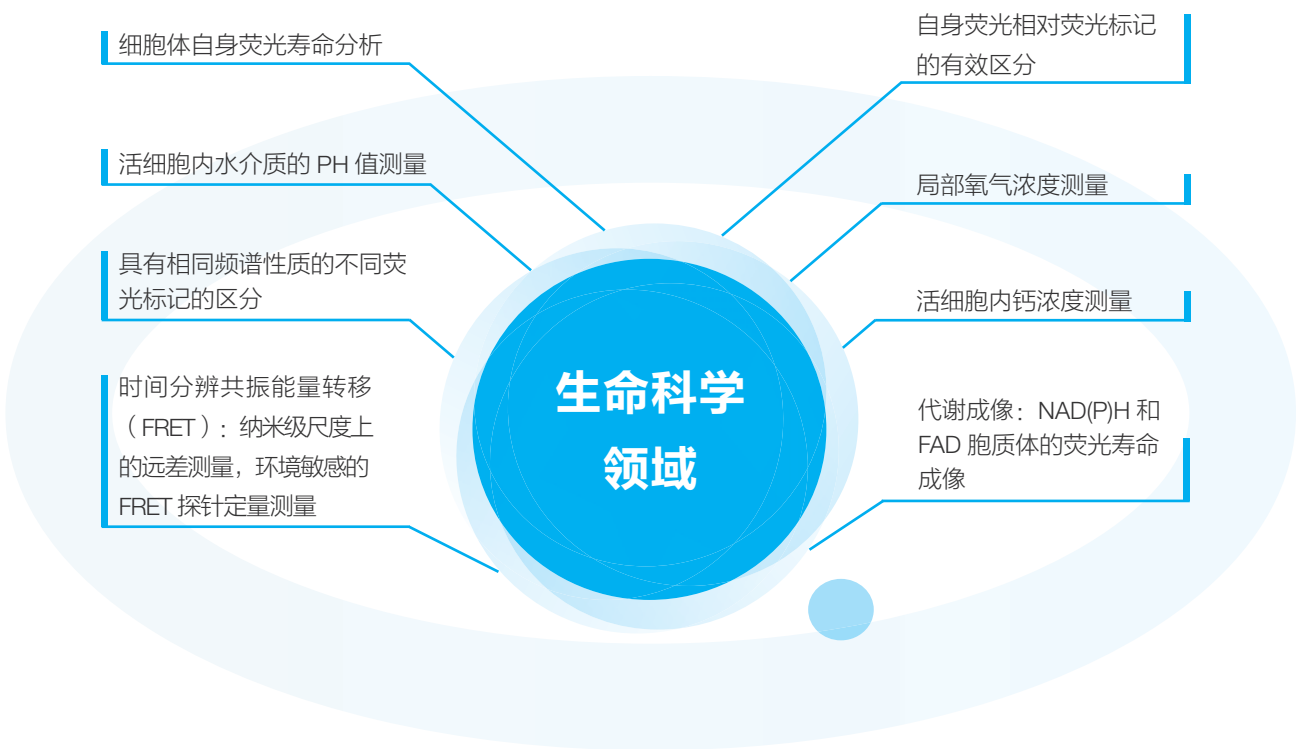 细胞体自身荧光寿命分析
活细胞内水介质的 PH 值测量
具有相同频谱性质的不同荧
光标记的区分
时间分辨共振能量转移
（FRET）：纳米级尺度上
的远差测量，环境敏感的
FRET 探针定量测量
生命科学
领域
自身荧光相对荧光标记
的有效区分
局部氧气浓度测量
活细胞内钙浓度测量
代谢成像：NAD(P)H 和
FAD 胞质体的荧光寿命
成像